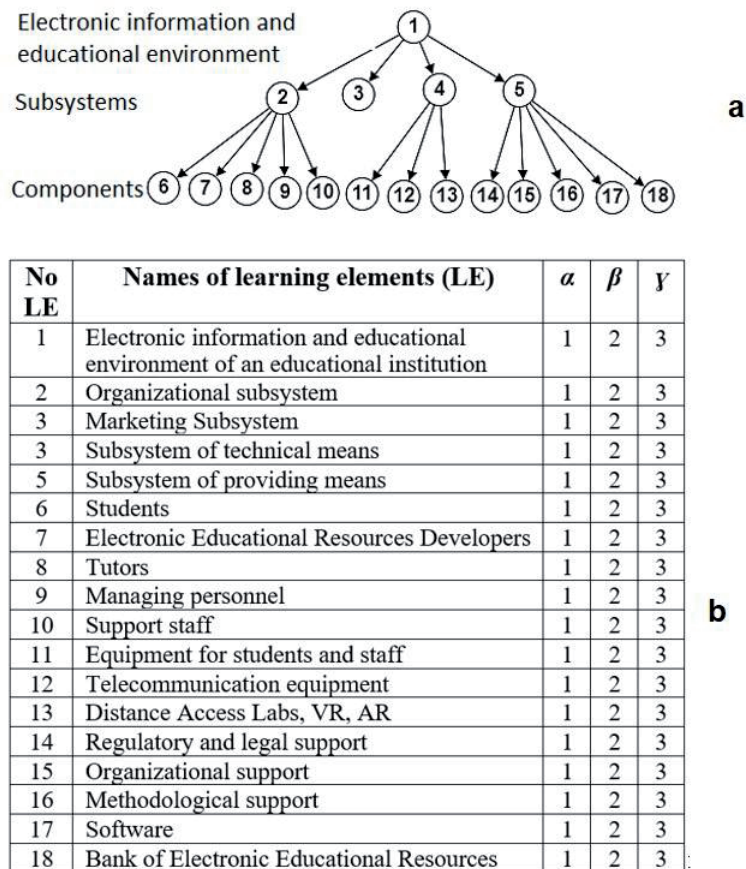 Electronic information and
educational environment
1
Subsystems
2 3 4 5
a
Components 6 7 8 9 10 11 12 13 14 15 16 17 18
No LE Names of learning elements (LE) α β γ
1 Electronic information and educational
environment of an educational institution 1 2 3
2 Organizational subsystem 1 2 3
3 Marketing Subsystem 1 2 3
3 Subsystem of technical means 1 2 3
5 Subsystem of providing means 1 2 3
6 Students 1 2 3
7 Electronic Educational Resources Developers 1 2 3
8 Tutors 1 2 3
9 Managing personnel 1 2 3
b
10 Support staff 1 2 3
11 Equipment for students and staff 1 2 3
12 Telecommunication equipment 1 2 3
13 Distance Access Labs, VR, AR 1 2 3
14 Regulatory and legal support 1 2 3
15 Organizational support 1 2 3
16 Methodological support 1 2 3
17 Software 1 2 3
18 Bank of Electronic Educational Resources 1 2 3